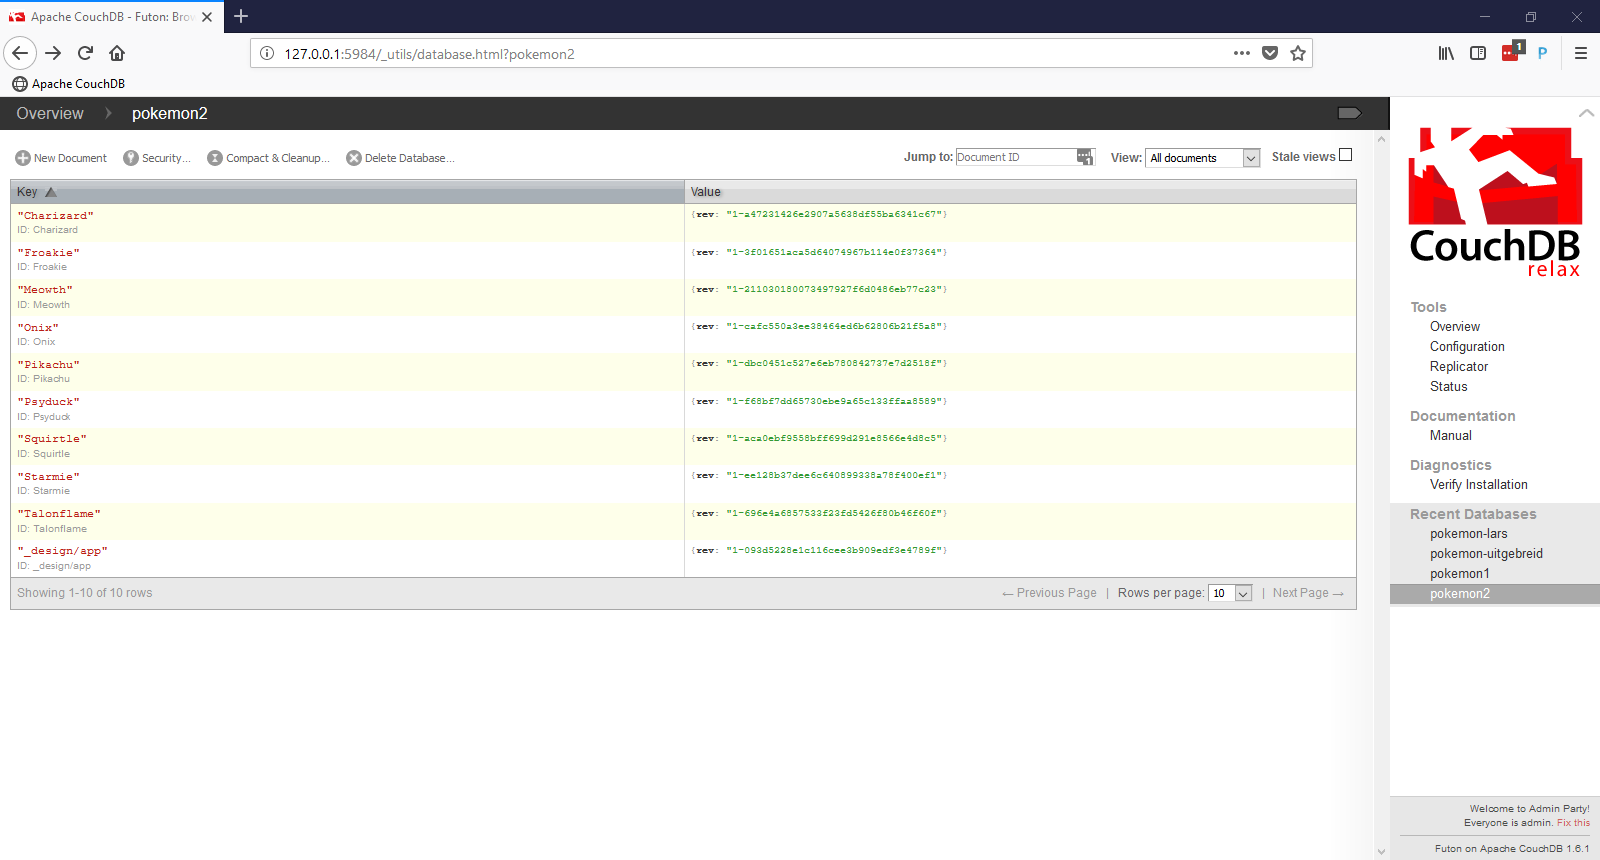 Apache CouchDB - Futon: Brow
127.0.0.1:5984/_utils/database.html?pokemon2
1
P
Apache CouchDB
Overview
pokemon2
New Document
Security...
Compact & Cleanup...
Delete Database...
Jump to: Document ID
1
View: All documents
Stale views
Key
Value
"Charizard"
ID: Charizard
{rev: "1-a47231426e2907a5638df55ba6341c67"}
"Froakie"
ID: Froakie
{rev: "1-3f01651aca5d64074967b114e0f37364"}
"Meowth"
ID: Meowth
{rev: "1-211030180073497927f6d0486eb77c23"}
"Onix"
ID: Onix
{rev: "1-cafc550a3ee38464ed6b62806b21f5a8"}
"Pikachu"
ID: Pikachu
{rev: "1-dbc0451c527e6eb780842737e7d2518f"}
"Psyduck"
ID: Psyduck
{rev: "1-f68bf7dd65730ebe9a65c133ffaa8589"}
"Squirtle"
ID: Squirtle
{rev: "1-aca0ebf9558bff699d291e8566e4d8c5"}
"Starmie"
ID: Starmie
{rev: "1-ee128b37dee6c640899338a78f400ef1"}
"Talonflame"
ID: Talonflame
{rev: "1-696e4a6857533f23fd5426f80b46f60f"}
"_design/app"
ID: _design/app
{rev: "1-093d5228e1c116cee3b909edf3e4789f"}
Showing 1-10 of 10 rows
← Previous Page | Rows per page: 10 | Next Page →
CouchDB
relax
Tools
Overview
Configuration
Replicator
Status
Documentation
Manual
Diagnostics
Verify Installation
Recent Databases
pokemon-lars
pokemon-uitgebreid
pokemon1
pokemon2
Welcome to Admin Party!
Everyone is admin. Fix this
Futon on Apache CouchDB 1.6.1